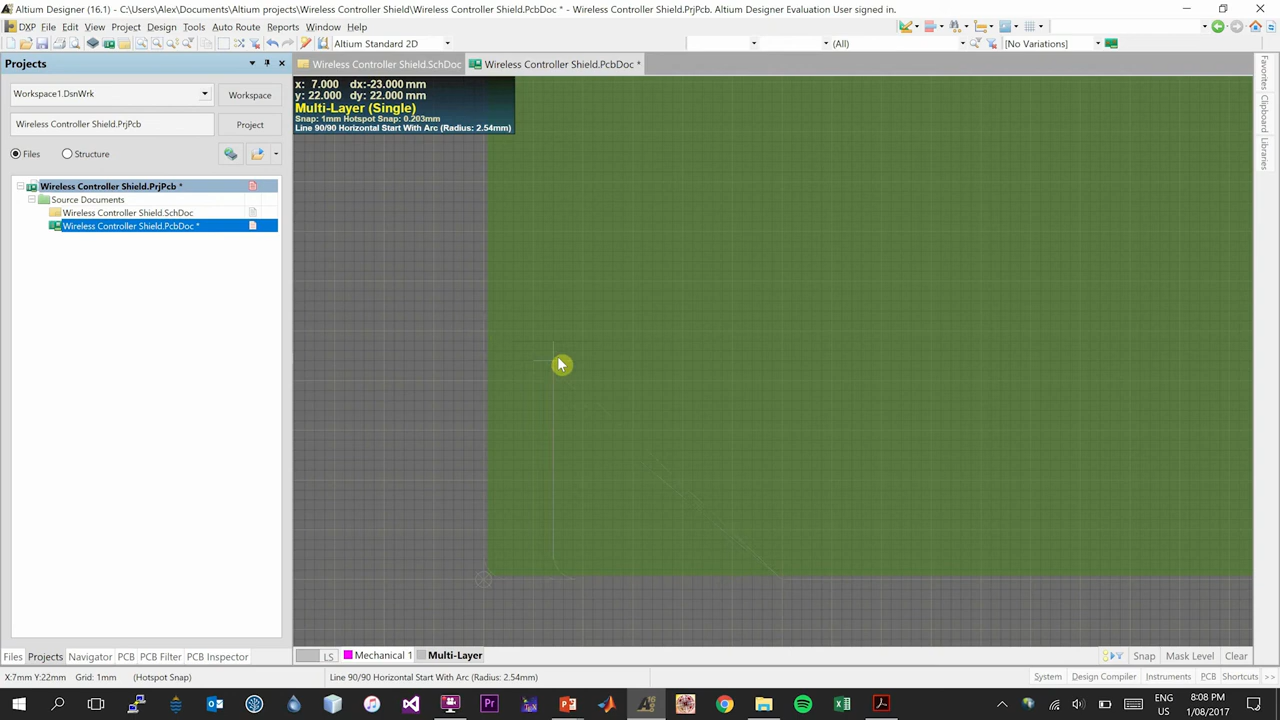 Altium Designer (16.1) - C:\Users\Alex\Documents\Altium projects\Wireless Controller Shield\Wireless Controller Shield.PcbDoc * - Wireless Controller Shield.PrjPcb. Altium Designer Evaluation User signed in.
DXP File Edit View Project Design Tools Auto Route Reports Window Help
Altium Standard 2D (All) [No Variations]
Projects
Wireless Controller Shield.SchDoc Wireless Controller Shield.PcbDoc *
Favorites
Clipboard
Libraries
Workspace1.DsnWrk Workspace
Wireless Controller Shield.PrjPcb Project
Files Structure
Wireless Controller Shield.PrjPcb *
Source Documents
Wireless Controller Shield.SchDoc
Wireless Controller Shield.PcbDoc *
x: 7.000 dx:-23.000 mm
y: 22.000 dy: 22.000 mm
Multi-Layer (Single)
Snap: 1mm Hotspot Snap: 0.203mm
Line 90/90 Horizontal Start With Arc (Radius: 2.54mm)
Files Projects Navigator PCB PCB Filter PCB Inspector
LS Mechanical 1 Multi-Layer Snap Mask Level Clear
X:7mm Y:22mm Grid: 1mm (Hotspot Snap) Line 90/90 Horizontal Start With Arc (Radius: 2.54mm) System Design Compiler Instruments PCB Shortcuts >>
ENG
US
8:08 PM
1/08/2017